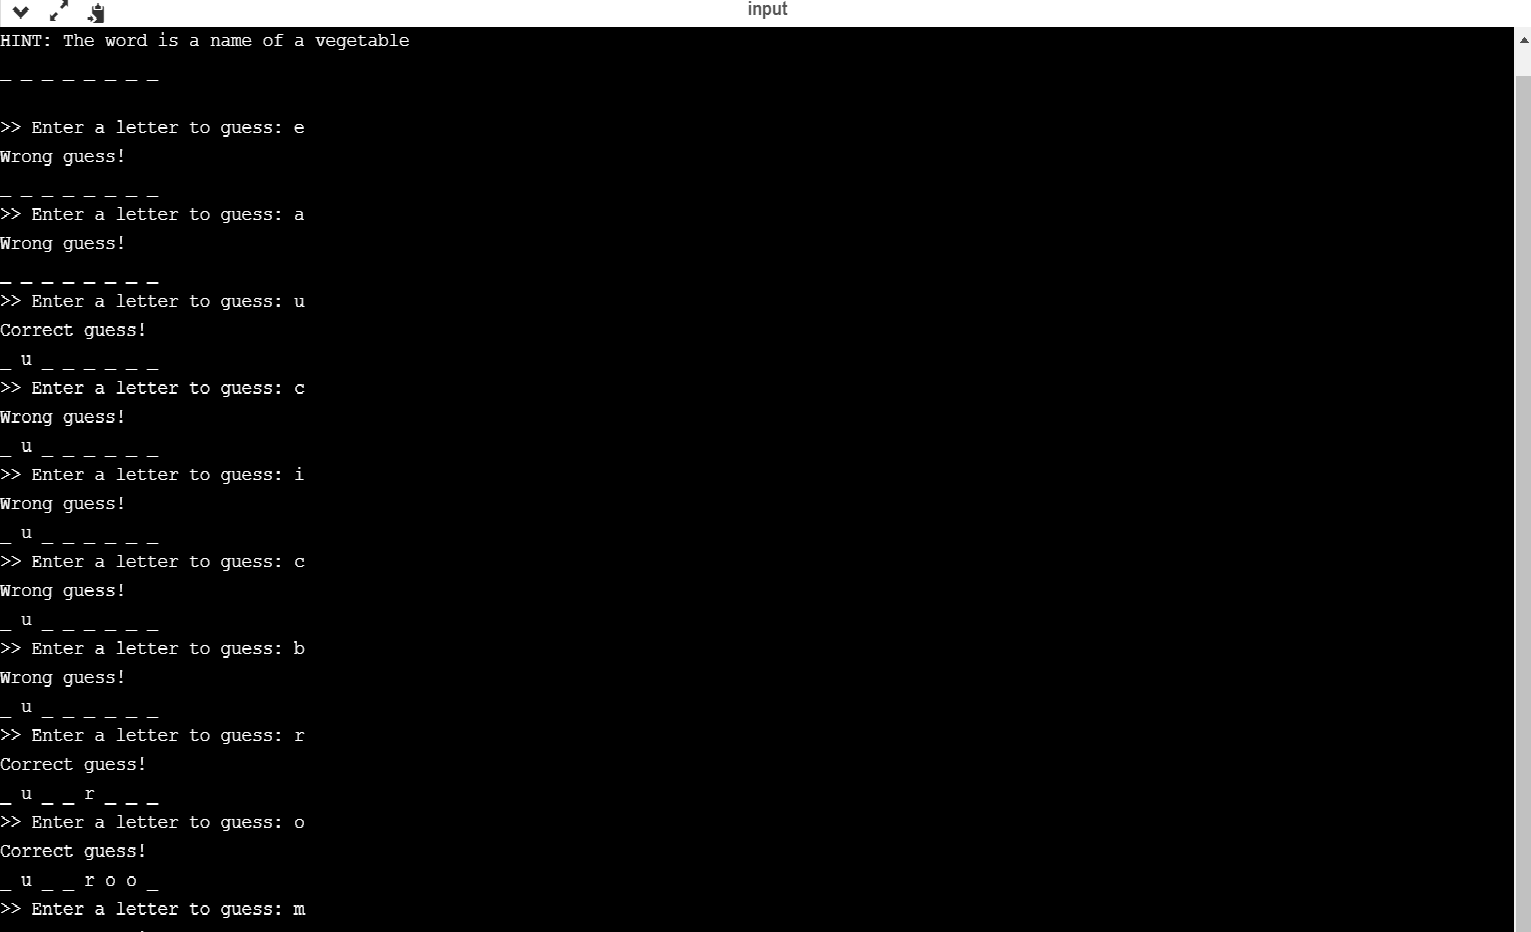 input
HINT: The word is a name of a vegetable
_ _ _ _ _ _ _ _
>> Enter a letter to guess: e
Wrong guess!
_ _ _ _ _ _ _ _
>> Enter a letter to guess: a
Wrong guess!
_ _ _ _ _ _ _ _
>> Enter a letter to guess: u
Correct guess!
_ u _ _ _ _ _ _
>> Enter a letter to guess: c
Wrong guess!
_ u _ _ _ _ _ _
>> Enter a letter to guess: i
Wrong guess!
_ u _ _ _ _ _ _
>> Enter a letter to guess: c
Wrong guess!
_ u _ _ _ _ _ _
>> Enter a letter to guess: b
Wrong guess!
_ u _ _ _ _ _ _
>> Enter a letter to guess: r
Correct guess!
_ u _ _ r _ _ _
>> Enter a letter to guess: o
Correct guess!
_ u _ _ r o o _
>> Enter a letter to guess: m